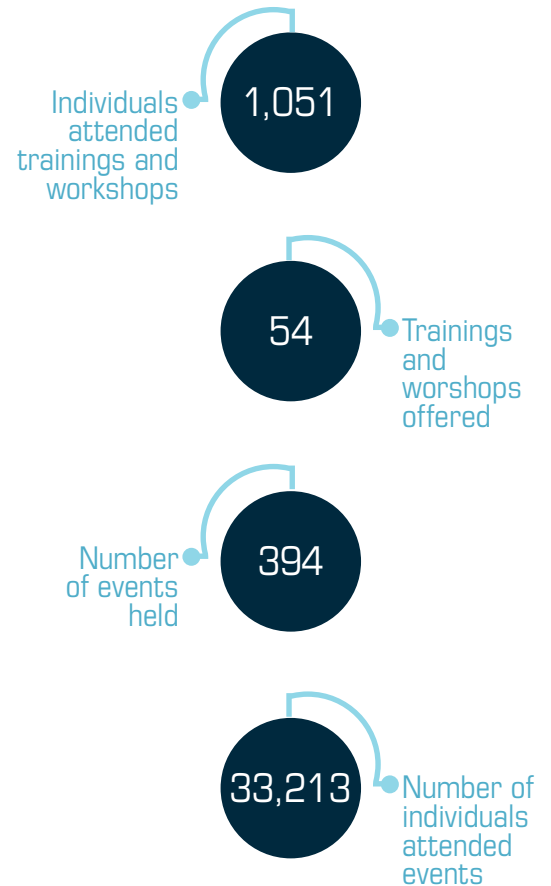 1,051
Individuals
attended
trainings and
workshops
54
Trainings
and
worshops
offered
394
Number
of events
held
33,213
Number of
individuals
attended
events